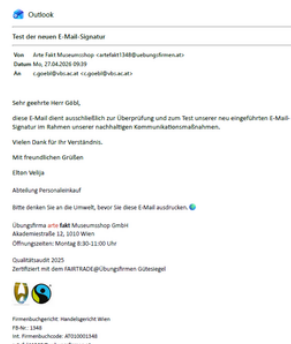 Outlook
Test der neuen E-Mail-Signatur
Von Arte Fakt Museumsshop <artefakt1348@uebungsfirmen.at>
Datum Mo, 27.04.2026 09:39
An c.goebl@vbs.ac.at <c.goebl@vbs.ac.at>
Sehr geehrte Herr Göbl,
diese E-Mail dient ausschließlich zur Überprüfung und zum Test unserer neu eingeführten E-Mail-
Signatur im Rahmen unserer nachhaltigen Kommunikationsmaßnahmen.
Vielen Dank für Ihr Verständnis.
Mit freundlichen Grüßen
Elton Velija
Abteilung Personaleinkauf
Bitte denken Sie an die Umwelt, bevor Sie diese E-Mail ausdrucken.
Übungsfirma arte fakt Museumsshop GmbH
Akademiestraße 12, 1010 Wien
Öffnungszeiten: Montag 8:30-11:00 Uhr
Qualitätsaudit 2025
Zertifiziert mit dem FAIRTRADE@Übungsfirmen Gütesiegel
Firmenbuchgericht: Handelsgericht Wien
FB-Nr.: 1348
Int. Firmenbuchcode: AT010001348